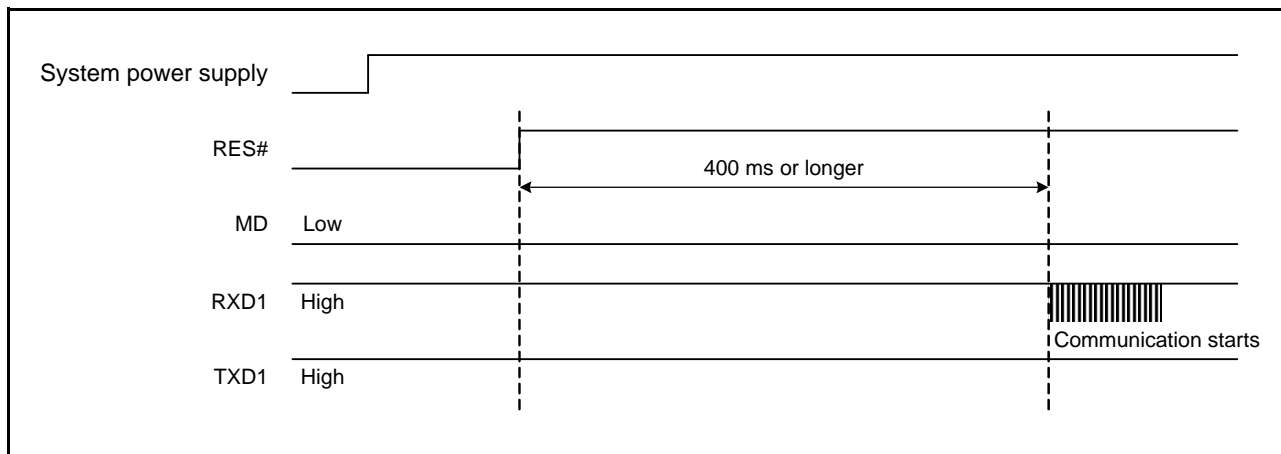 System power supply
RES#
400 ms or longer
MD Low
RXD1 High
Communication starts
TXD1 High